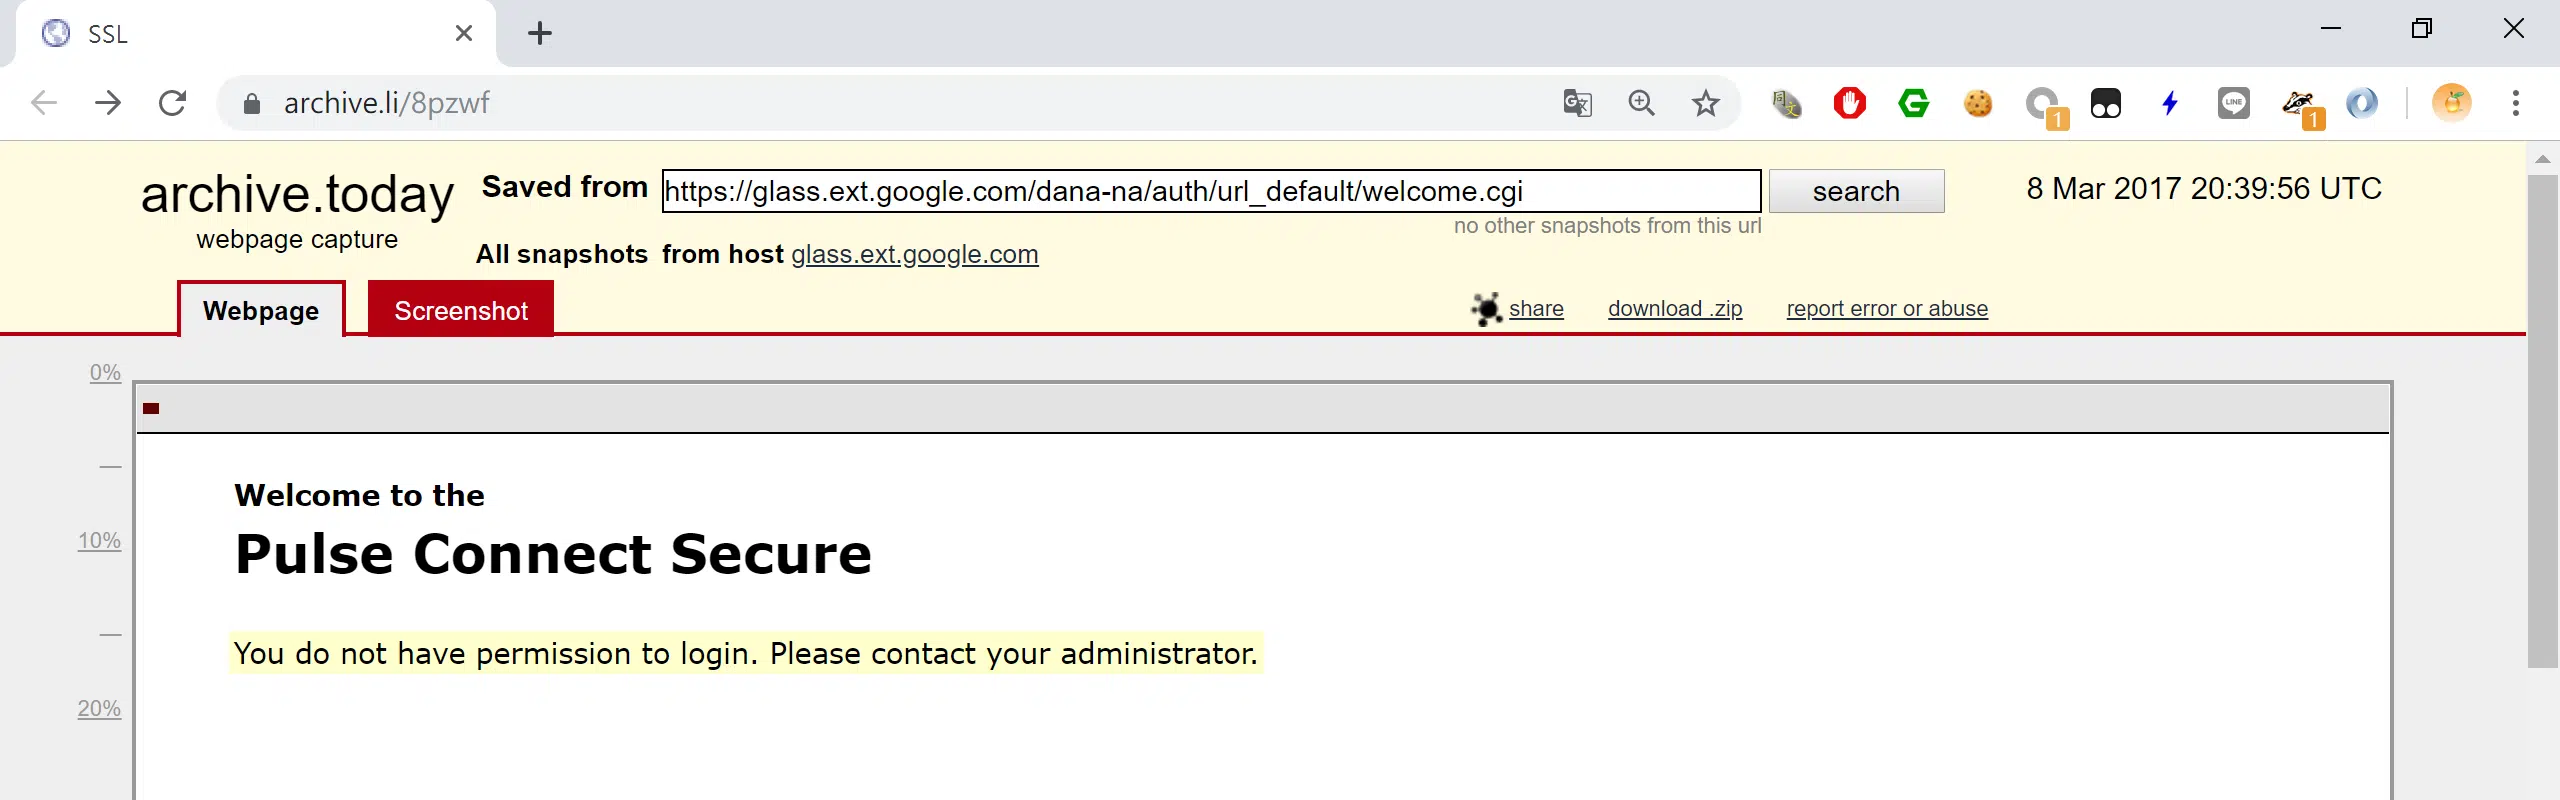 SSL
archive.li/8pzwf
1
1
archive.today
webpage capture
Saved from
https://glass.ext.google.com/dana-na/auth/url_default/welcome.cgi
search
8 Mar 2017 20:39:56 UTC
no other snapshots from this url
All snapshots from host glass.ext.google.com
Webpage
Screenshot
share
download .zip
report error or abuse
0%
10%
20%
Welcome to the
Pulse Connect Secure
You do not have permission to login. Please contact your administrator.